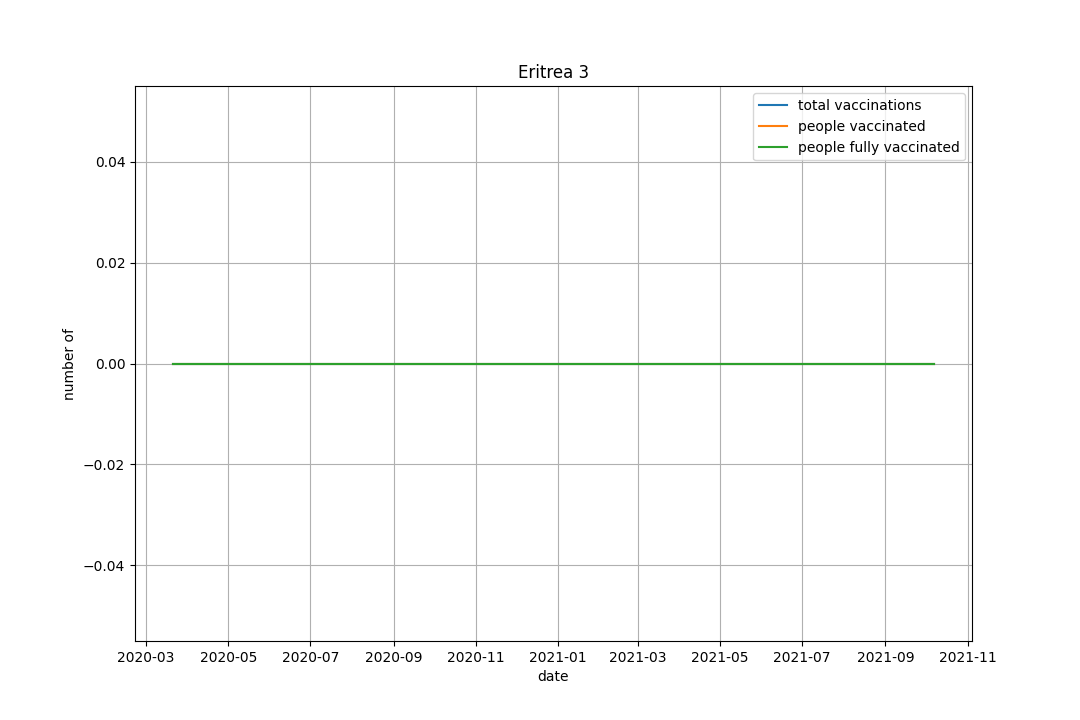 Eritrea 3
total vaccinations
people vaccinated
people fully vaccinated
0.04
0.02
0.00
−0.02
−0.04
number of
2020-03 2020-05 2020-07 2020-09 2020-11 2021-01 2021-03 2021-05 2021-07 2021-09 2021-11
date